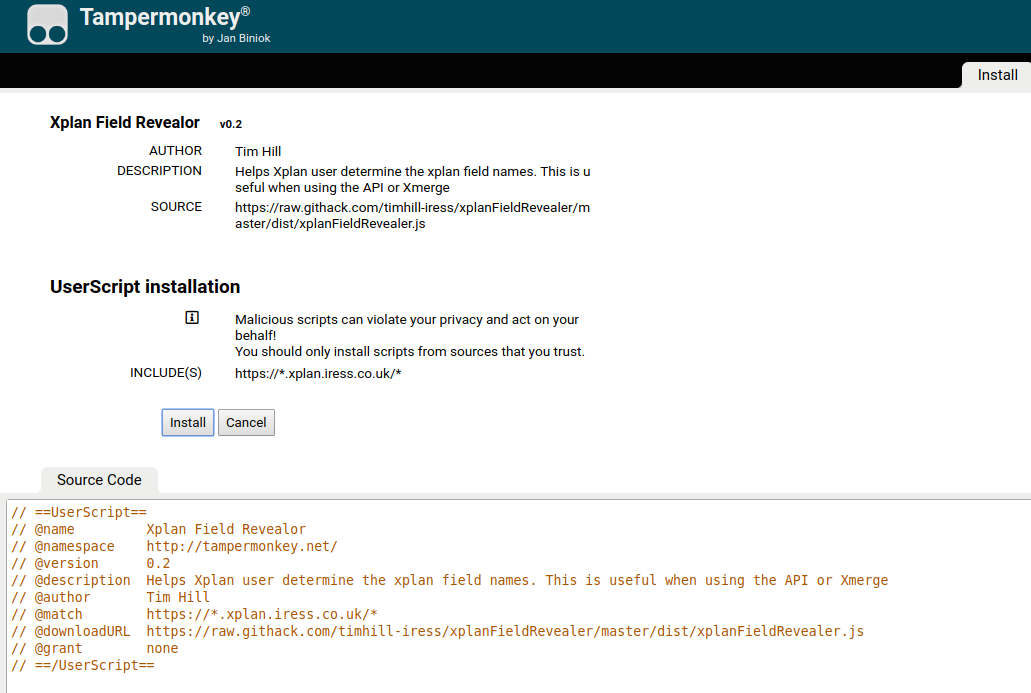 Tampermonkey®
by Jan Biniok
Install
Xplan Field Revealor v0.2
AUTHOR Tim Hill
DESCRIPTION Helps Xplan user determine the xplan field names. This is u
seful when using the API or Xmerge
SOURCE https://raw.githack.com/timhill-iress/xplanFieldRevealer/m
aster/dist/xplanFieldRevealer.js
UserScript installation
Malicious scripts can violate your privacy and act on your
behalf!
You should only install scripts from sources that you trust.
INCLUDE(S) https://*.xplan.iress.co.uk/*
Install Cancel
Source Code
// ==UserScript==
// @name         Xplan Field Revealor
// @namespace    http://tampermonkey.net/
// @version      0.2
// @description  Helps Xplan user determine the xplan field names. This is useful when using the API or Xmerge
// @author       Tim Hill
// @match        https://*.xplan.iress.co.uk/*
// @downloadURL  https://raw.githack.com/timhill-iress/xplanFieldRevealer/master/dist/xplanFieldRevealer.js
// @grant        none
// ==/UserScript==